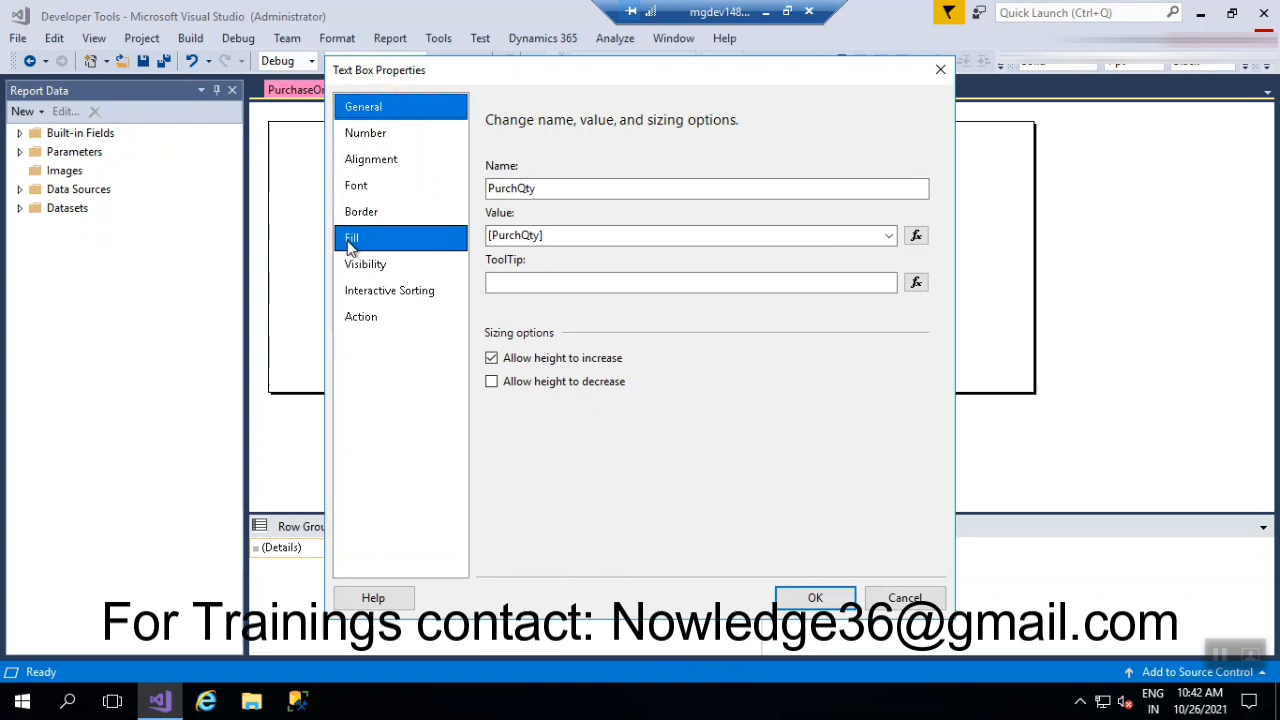 Developer Tools - Microsoft Visual Studio (Administrator)
mgdev148...
Quick Launch (Ctrl+Q)
File Edit View Project Build Debug Team Format Report Tools Test Dynamics 365 Analyze Window Help
Debug
Text Box Properties
Report Data
PurchaseOr
New Edit...
Built-in Fields
Parameters
Images
Data Sources
Datasets
General
Number
Alignment
Font
Border
Fill
Visibility
Interactive Sorting
Action
Change name, value, and sizing options.
Name:
PurchQty
Value:
[PurchQty]
fx
ToolTip:
fx
Sizing options
Allow height to increase
Allow height to decrease
Row Grou
(Details)
Help
OK
Cancel
For Trainings contact: Nowledge36@gmail.com
Ready
Add to Source Control
ENG
IN
10:42 AM
10/26/2021